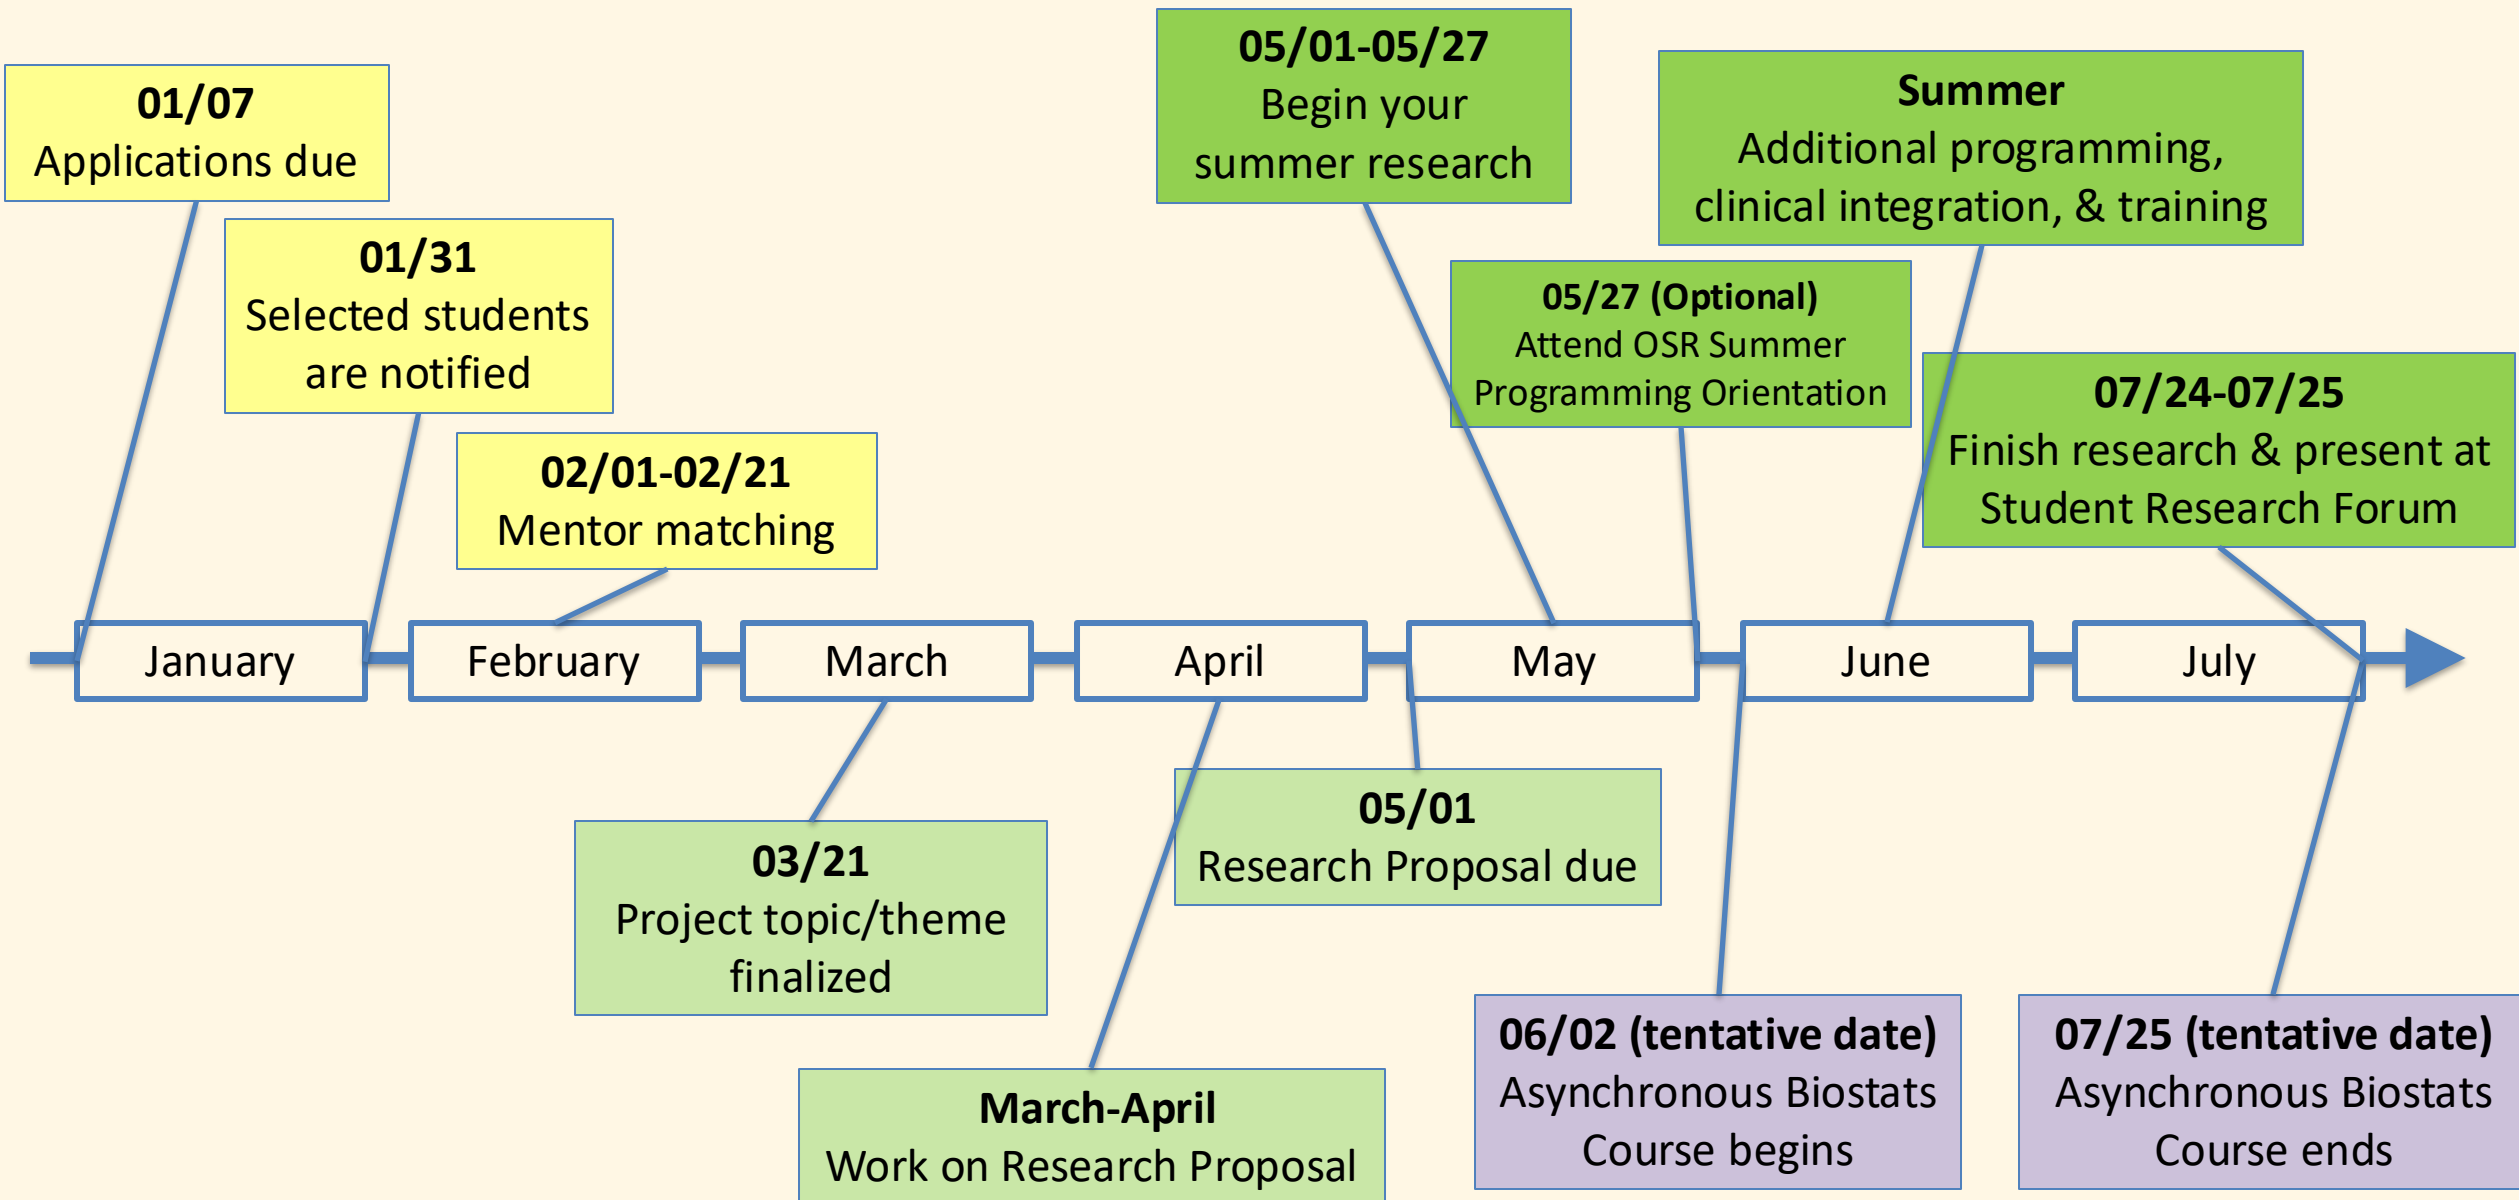 01/07
Applications due
01/31
Selected students
are notified
02/01-02/21
Mentor matching
05/01-05/27
Begin your
summer research
Summer
Additional programming,
clinical integration, & training
05/27 (Optional)
Attend OSR Summer
Programming Orientation
07/24-07/25
Finish research & present at
Student Research Forum
January
February
March
April
May
June
July
03/21
Project topic/theme
finalized
March-April
Work on Research Proposal
05/01
Research Proposal due
06/02 (tentative date)
Asynchronous Biostats
Course begins
07/25 (tentative date)
Asynchronous Biostats
Course ends